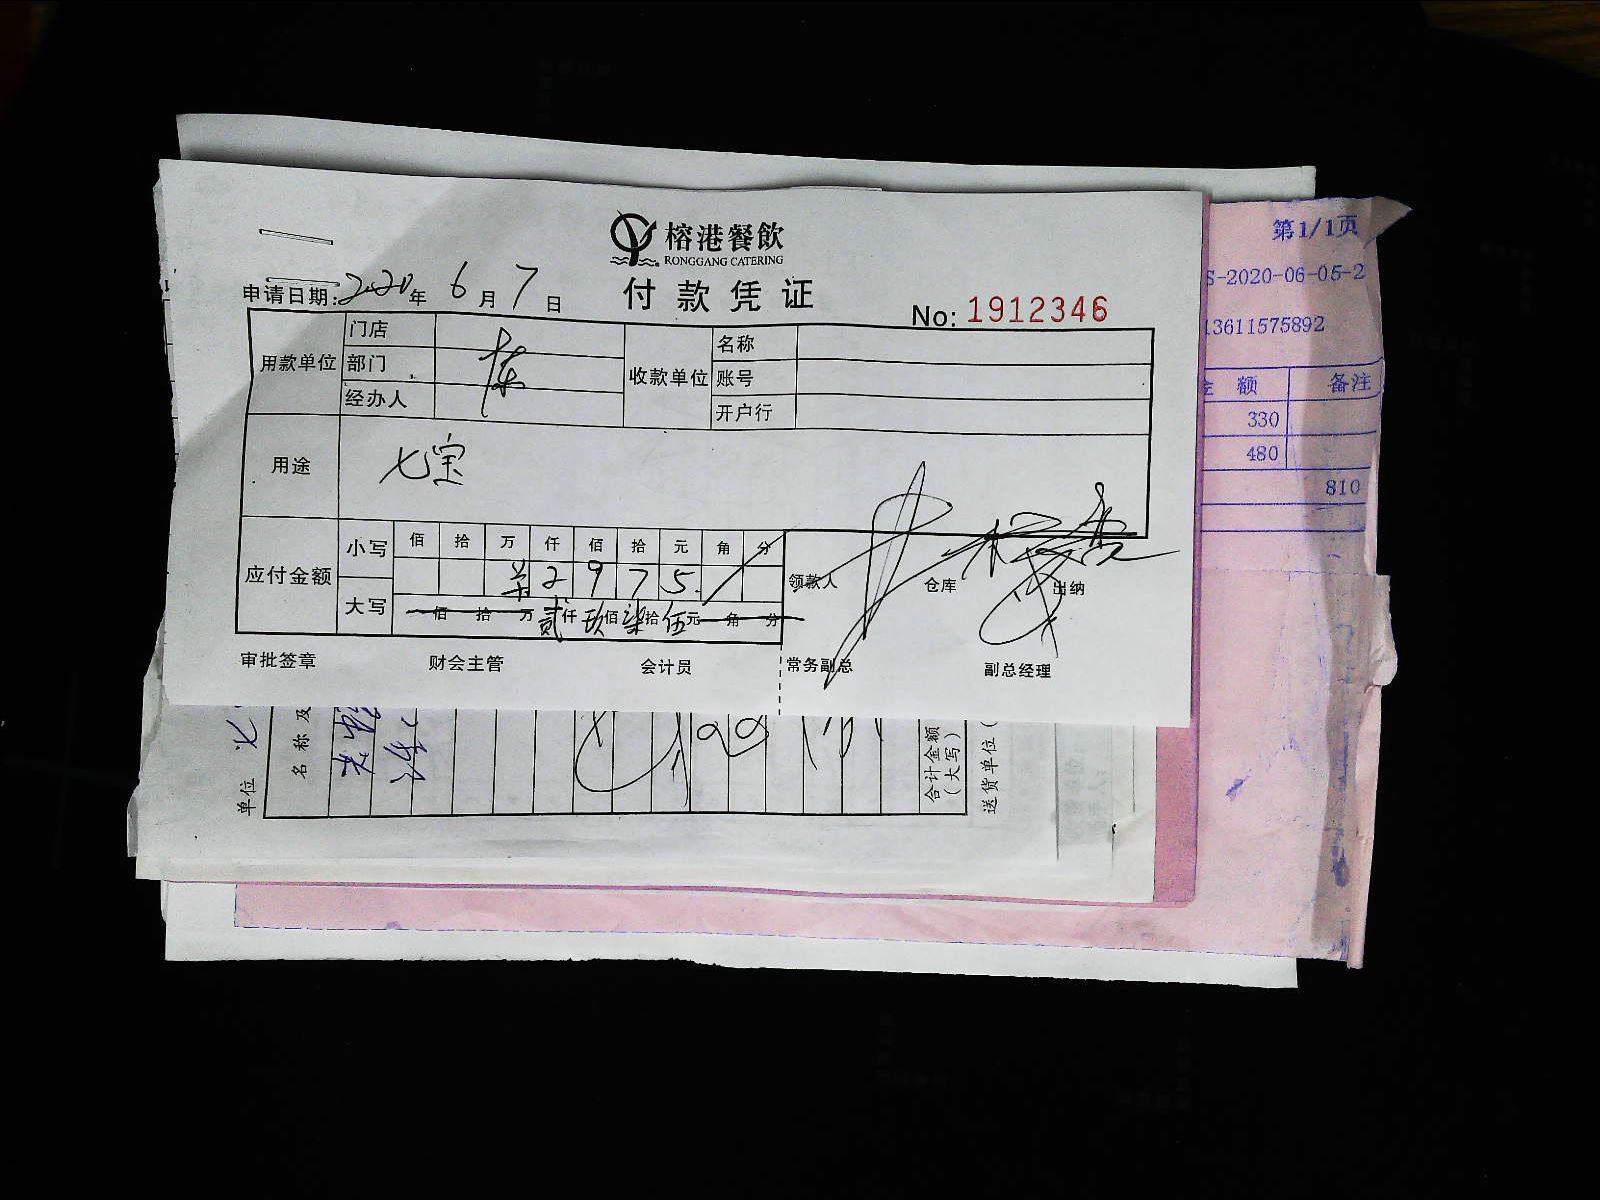 榕港餐飲
RONGGANG CATERING
付款凭证
申请日期: 2020年 6月 7日
No: 1912346
用款单位 门店
部门
经办人
收款单位 名称
账号
开户行
用途 七宝
应付金额 小写 佰 拾 万 仟 佰 拾 元 角 分
2 9 7 5
大写 佰 拾 万 贰仟 玖佰 柒拾 伍元 角 分
领款人 仓库 出纳
审批签章 财会主管 会计员 常务副总 副总经理
第1/1页
S-2020-06-05-2
13611575892
额 备注
330
480
810
单位
名称及
合计金额
(大写)
送货单位(